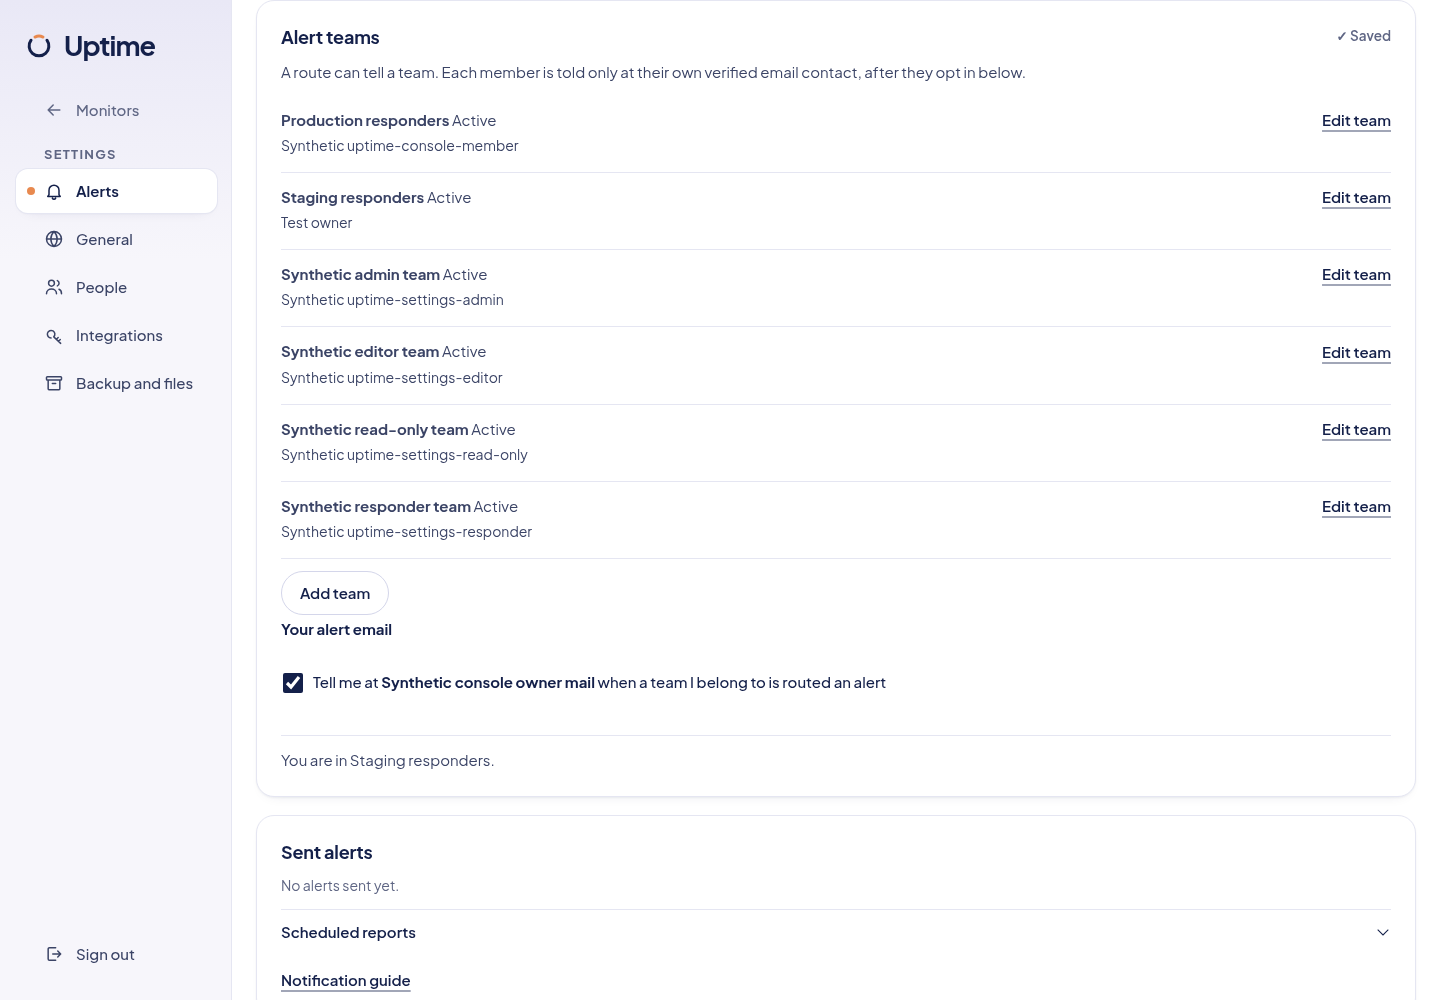 Uptime
Monitors
SETTINGS
Alerts
General
People
Integrations
Backup and files
Sign out
Alert teams
✓ Saved
A route can tell a team. Each member is told only at their own verified email contact, after they opt in below.
Production responders Active
Edit team
Synthetic uptime-console-member
Staging responders Active
Edit team
Test owner
Synthetic admin team Active
Edit team
Synthetic uptime-settings-admin
Synthetic editor team Active
Edit team
Synthetic uptime-settings-editor
Synthetic read-only team Active
Edit team
Synthetic uptime-settings-read-only
Synthetic responder team Active
Edit team
Synthetic uptime-settings-responder
Add team
Your alert email
Tell me at Synthetic console owner mail when a team I belong to is routed an alert
You are in Staging responders.
Sent alerts
No alerts sent yet.
Scheduled reports
Notification guide